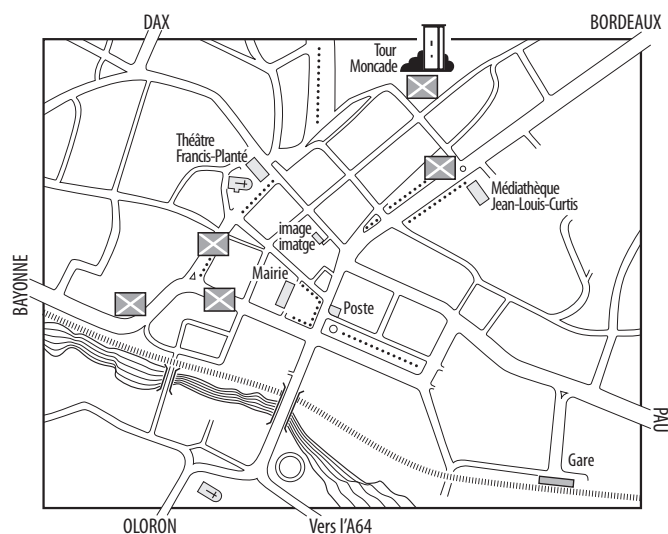 DAX
BORDEAUX
Tour
Moncade
Théâtre
Francis-Planté
Médiathèque
Jean-Louis-Curtis
image
imatge
Mairie
BAYONNE
Poste
PAU
Gare
OLORON
Vers l'A64